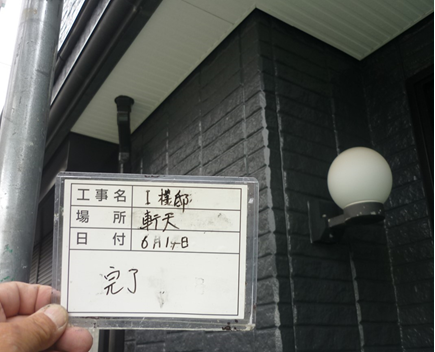 工事名 I様邸
場所 軒天
日付 6月14日
完了